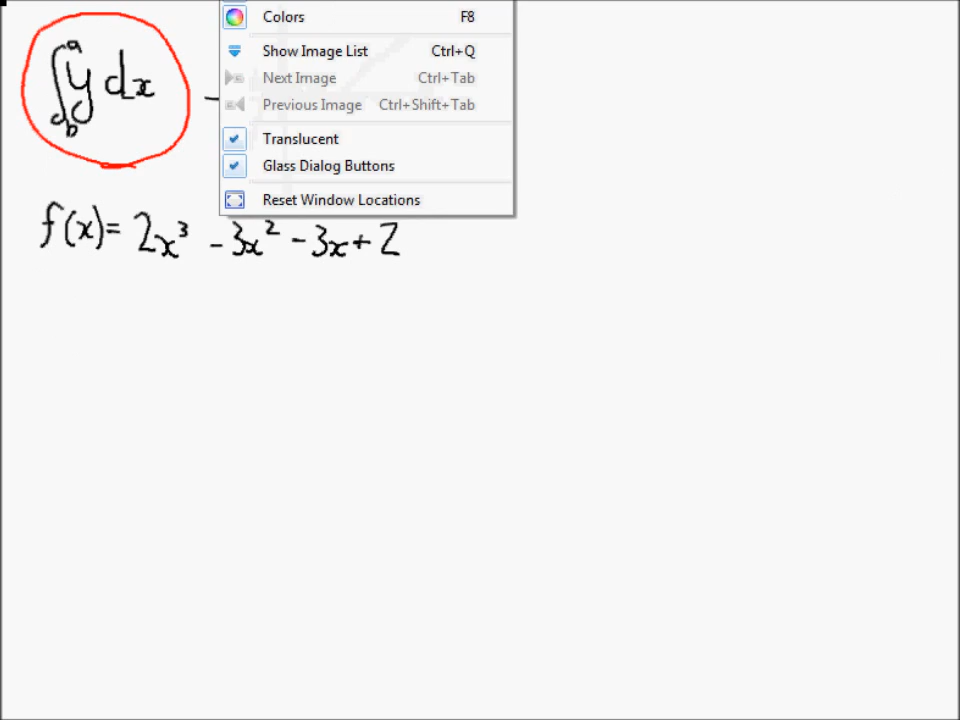 ∫ₐᵇ y dx —
Colors F8
Show Image List Ctrl+Q
Next Image Ctrl+Tab
Previous Image Ctrl+Shift+Tab
Translucent
Glass Dialog Buttons
Reset Window Locations
f(x)= 2x³ - 3x² - 3x + 2